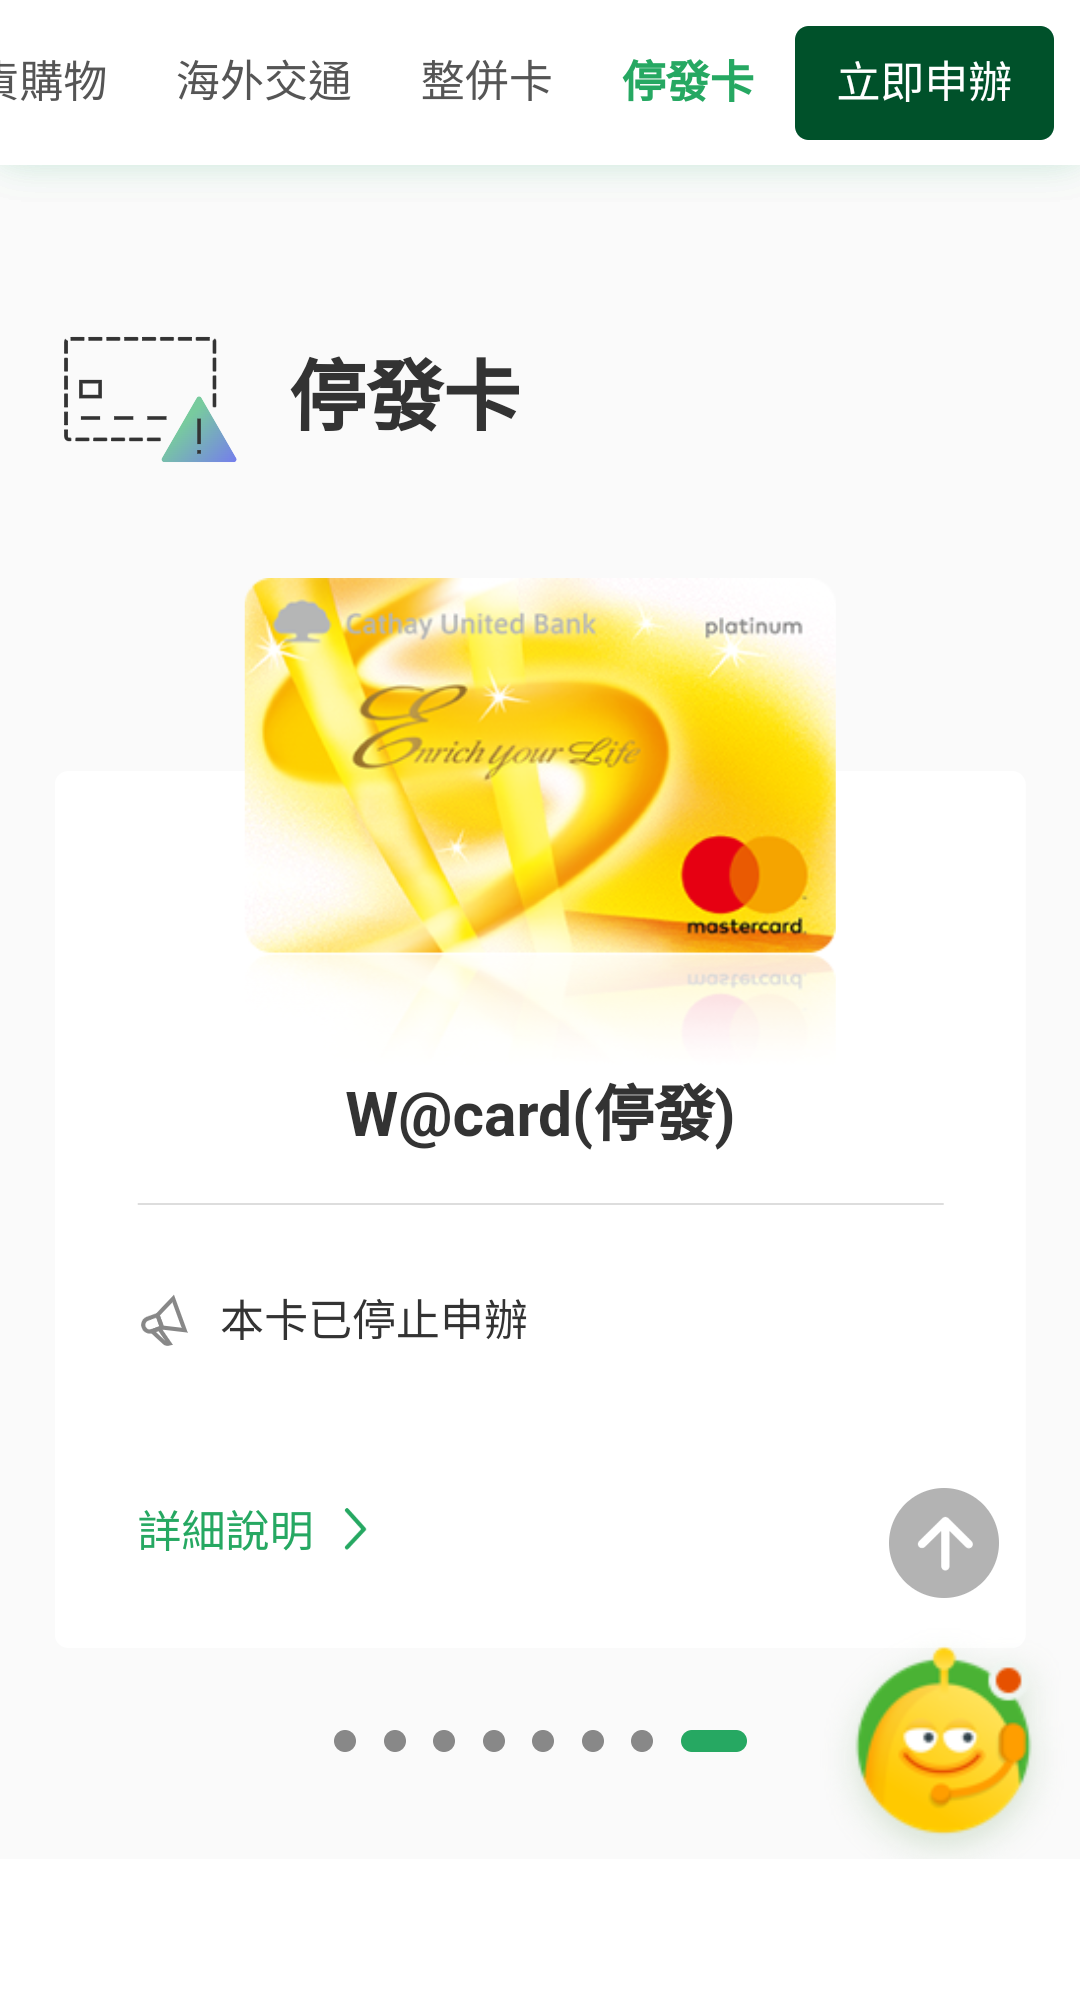 貨購物
海外交通
整併卡
停發卡
立即申辦
停發卡
Cathay United Bank
platinum
Enrich your Life
mastercard
W@card(停發)
本卡已停止申辦
詳細說明